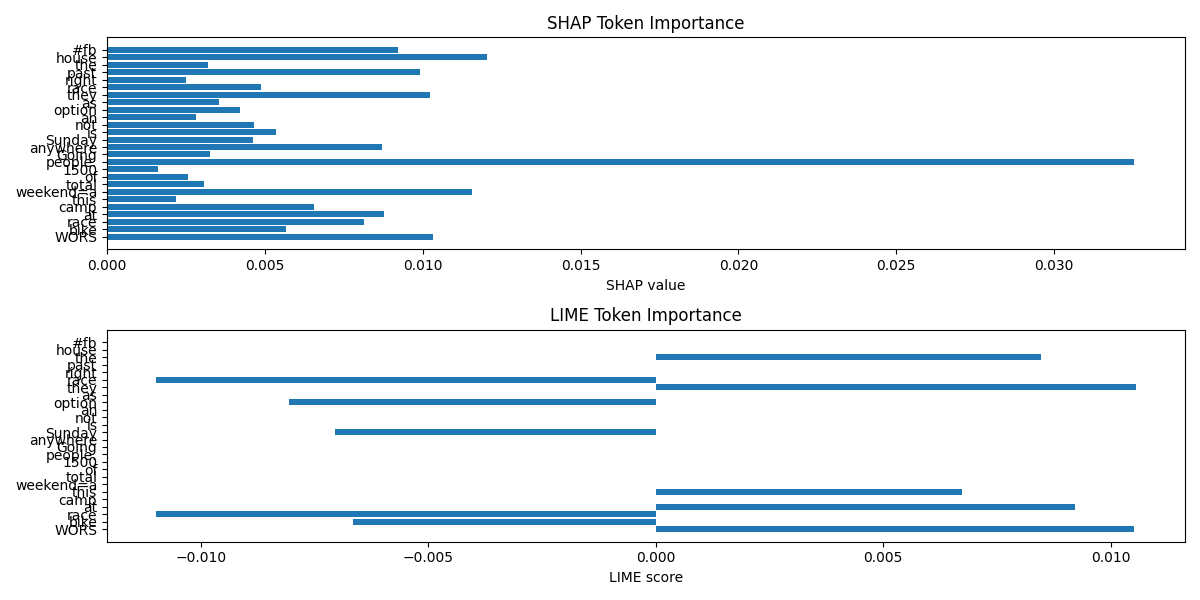 SHAP Token Importance
#fb
house
the
past
right
race
they
as
option
an
not
is
Sunday
anywhere
Going
people.
1500
of
total
weekend=a
this
camp
at
race
bike
WORS
0.000 0.005 0.010 0.015 0.020 0.025 0.030
SHAP value
LIME Token Importance
#fb
house
the
past
right
race
they
as
option
an
not
is
Sunday
anywhere
Going
people.
1500
of
total
weekend=a
this
camp
at
race
bike
WORS
−0.010 −0.005 0.000 0.005 0.010
LIME score